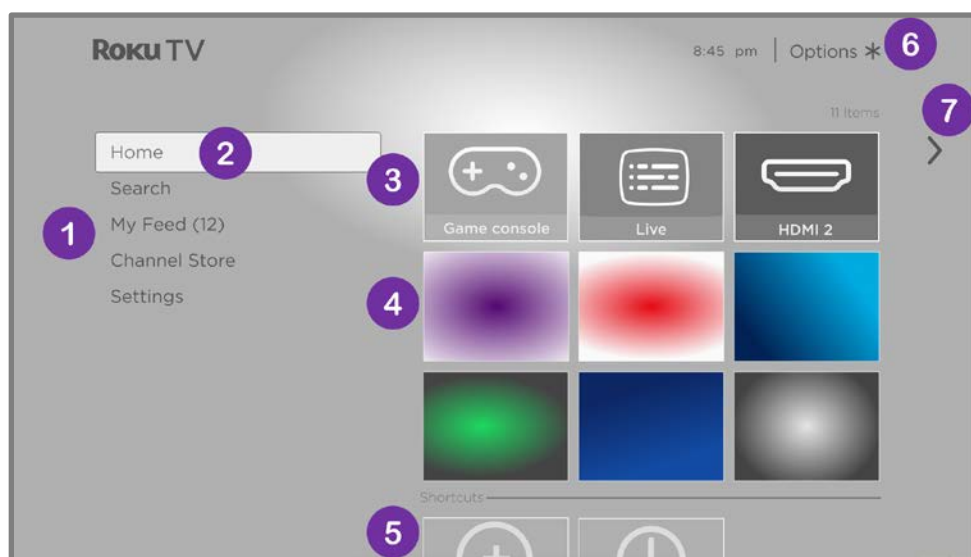 Roku TV
8:45 pm | Options *
6
11 Items
7
Home
2
Search
My Feed (12)
1
Channel Store
Settings
3
Game console
Live
HDMI 2
4
Shortcuts
5